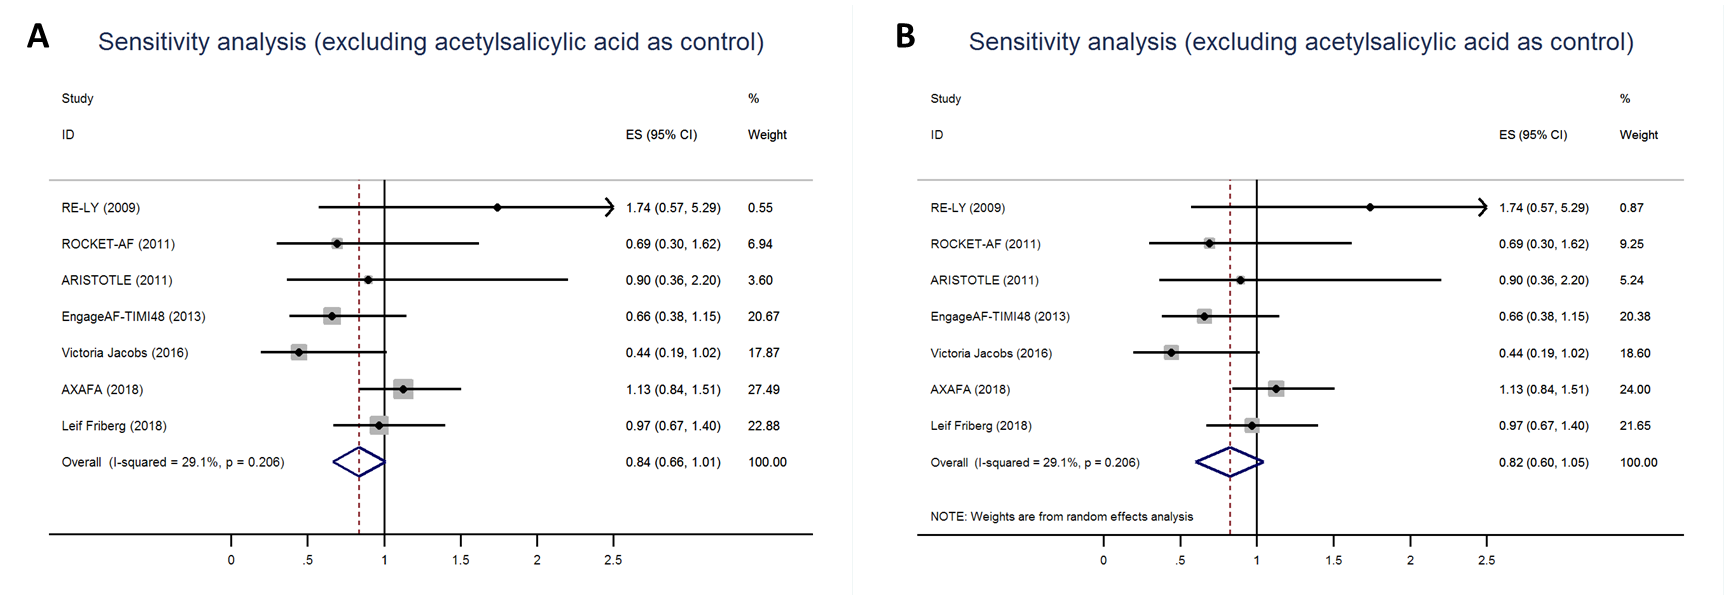 A
Sensitivity analysis (excluding acetylsalicylic acid as control)
Study %
ID ES (95% CI) Weight
RE-LY (2009) 1.74 (0.57, 5.29) 0.55
ROCKET-AF (2011) 0.69 (0.30, 1.62) 6.94
ARISTOTLE (2011) 0.90 (0.36, 2.20) 3.60
EngageAF-TIMI48 (2013) 0.66 (0.38, 1.15) 20.67
Victoria Jacobs (2016) 0.44 (0.19, 1.02) 17.87
AXAFA (2018) 1.13 (0.84, 1.51) 27.49
Leif Friberg (2018) 0.97 (0.67, 1.40) 22.88
Overall (I-squared = 29.1%, p = 0.206) 0.84 (0.66, 1.01) 100.00
0 .5 1 1.5 2 2.5
B
Sensitivity analysis (excluding acetylsalicylic acid as control)
Study %
ID ES (95% CI) Weight
RE-LY (2009) 1.74 (0.57, 5.29) 0.87
ROCKET-AF (2011) 0.69 (0.30, 1.62) 9.25
ARISTOTLE (2011) 0.90 (0.36, 2.20) 5.24
EngageAF-TIMI48 (2013) 0.66 (0.38, 1.15) 20.38
Victoria Jacobs (2016) 0.44 (0.19, 1.02) 18.60
AXAFA (2018) 1.13 (0.84, 1.51) 24.00
Leif Friberg (2018) 0.97 (0.67, 1.40) 21.65
Overall (I-squared = 29.1%, p = 0.206) 0.82 (0.60, 1.05) 100.00
NOTE: Weights are from random effects analysis
0 .5 1 1.5 2 2.5